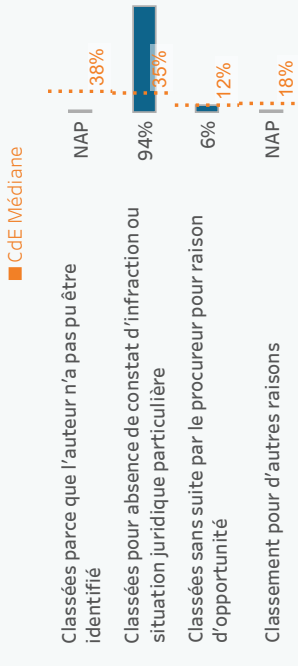 CdE Médiane
Classées parce que l'auteur n'a pas pu être
identifié
NAP
38%
Classées pour absence de constat d'infraction ou
situation juridique particulière
94%
35%
Classées sans suite par le procureur pour raison
d'opportunité
6%
12%
Classement pour d'autres raisons
NAP
18%